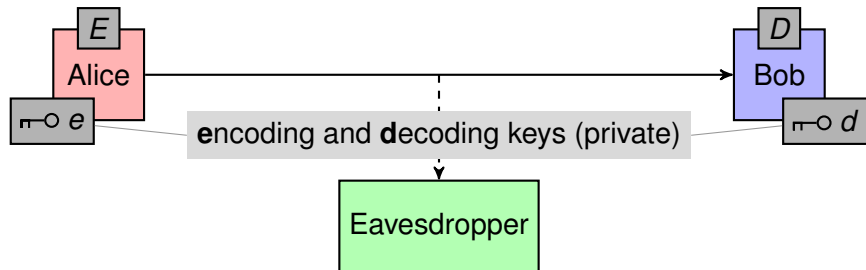 E
D
Alice
Bob
e
d
encoding and decoding keys (private)
Eavesdropper